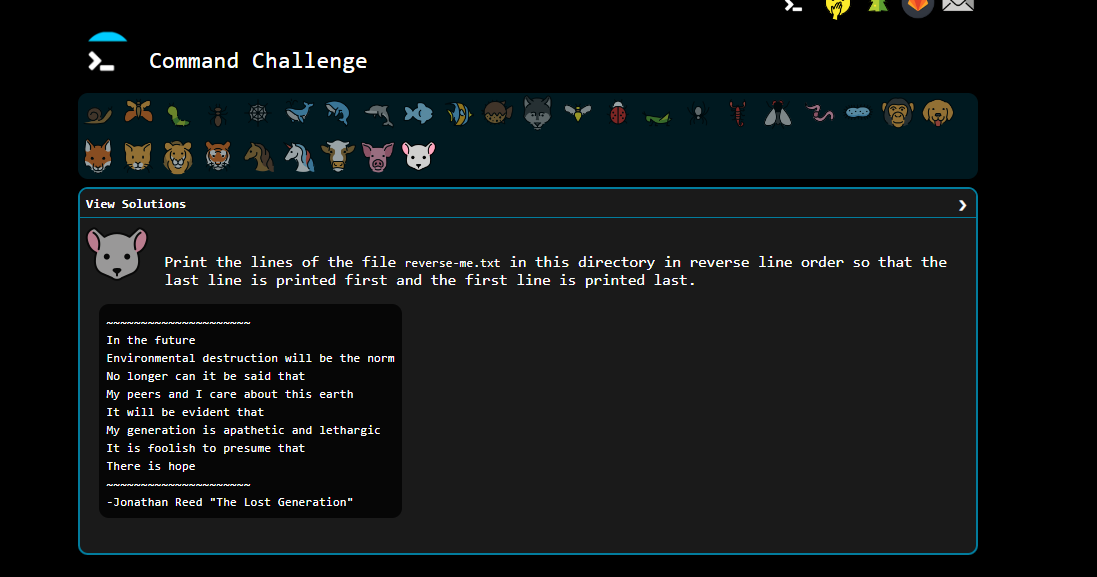 Command Challenge
View Solutions
Print the lines of the file reverse-me.txt in this directory in reverse line order so that the
last line is printed first and the first line is printed last.
~~~~~~~~~~~~~~~~~~~~~
In the future
Environmental destruction will be the norm
No longer can it be said that
My peers and I care about this earth
It will be evident that
My generation is apathetic and lethargic
It is foolish to presume that
There is hope
~~~~~~~~~~~~~~~~~~~~~
-Jonathan Reed "The Lost Generation"